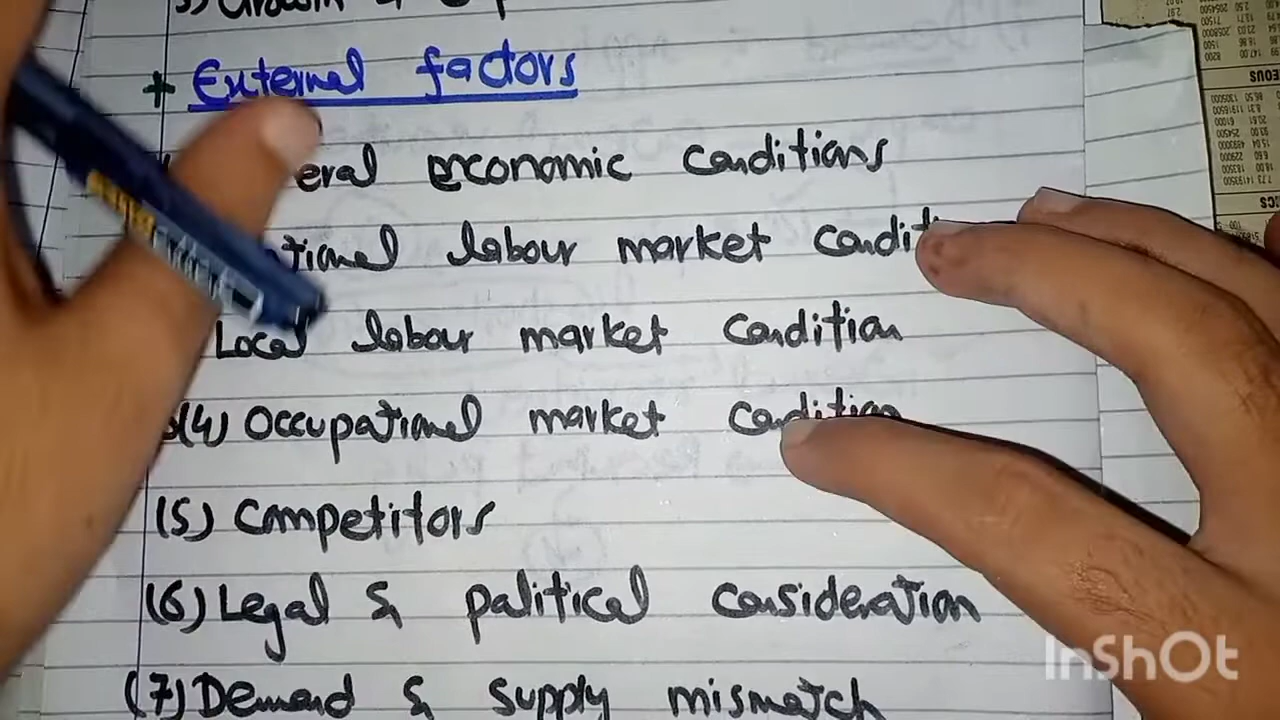 + External factors
eral economic conditions
tional labour market condit
Local labour market condition
(4) Occupational market condition
(5) Competitors
(6) Legal & political consideration
(7) Demand & supply mismatch
InShOt